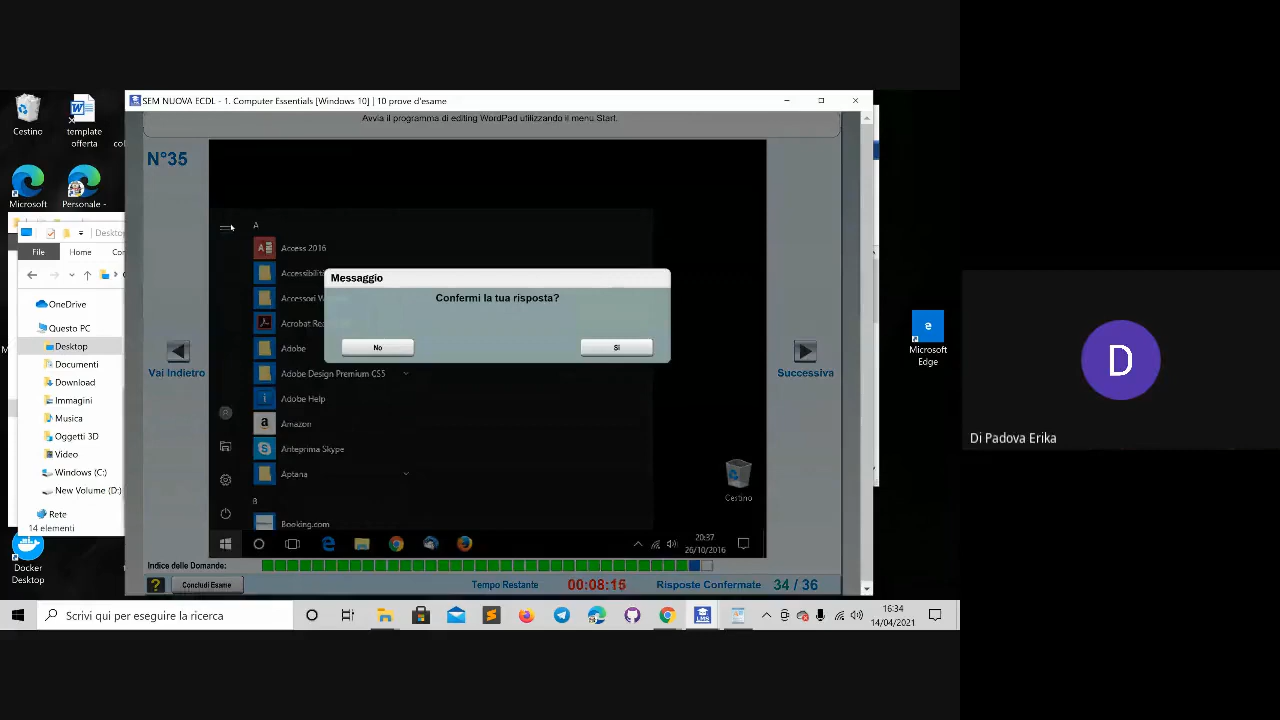 Cestino
template
offerta
Microsoft
Personale -
File
Home
Desktop
OneDrive
Questo PC
Desktop
Documenti
Download
Immagini
Musica
Oggetti 3D
Video
Windows (C:)
New Volume (D:)
Rete
14 elementi
Docker
Desktop
SEM NUOVA ECDL - 1. Computer Essentials [Windows 10] | 10 prove d'esame
Avvia il programma di editing WordPad utilizzando il menu Start.
N°35
Vai Indietro
A
Access 2016
Accessori W
Adobe
Adobe Design Premium CS5
Adobe Help
Amazon
Anteprima Skype
Aptana
B
Booking.com
Messaggio
Confermi la tua risposta?
No
Si
Successiva
Cestino
20:37
26/10/2016
Indice delle Domande:
? Concludi Esame
Tempo Restante 00:08:15
Risposte Confermate 34 / 36
Microsoft
Edge
Scrivi qui per eseguire la ricerca
LMS
16:34
14/04/2021
D
Di Padova Erika